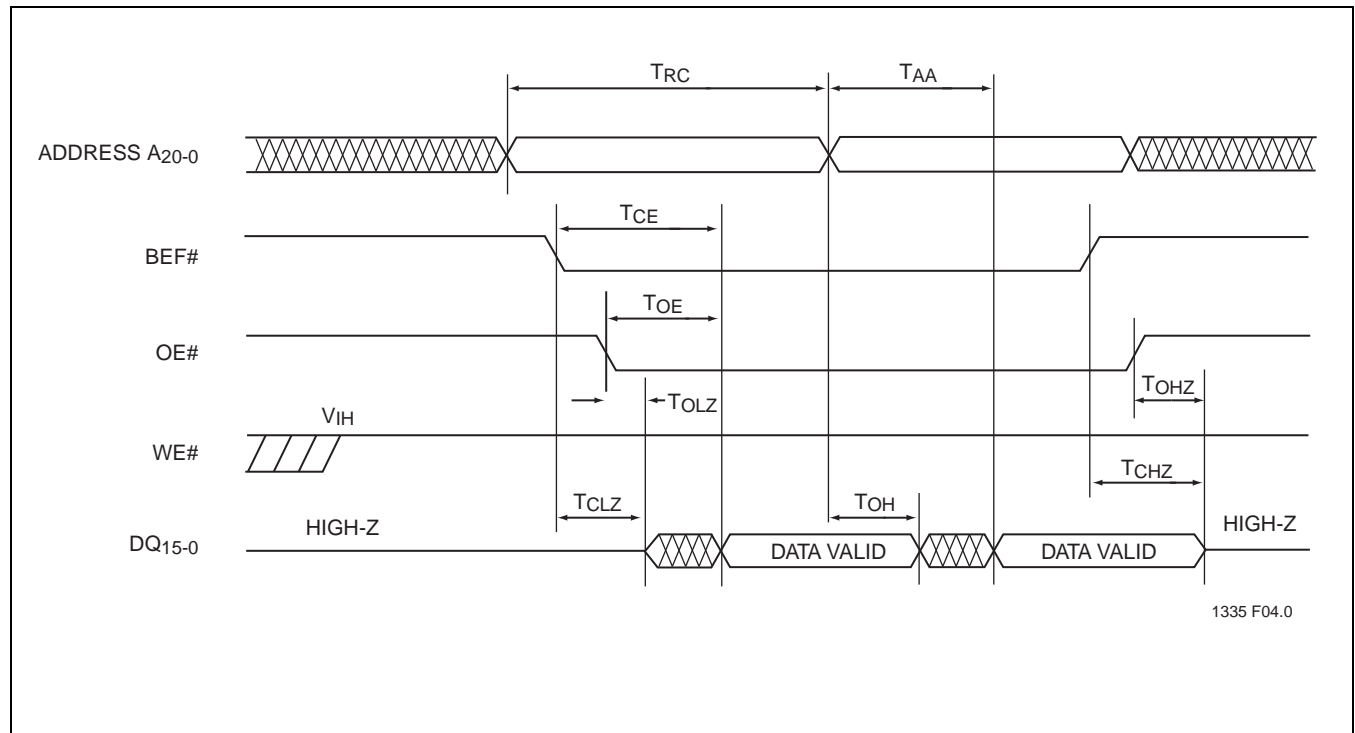 TRC
TAA
ADDRESS A20-0
TCE
BEF#
TOE
OE#
TOLZ
TOHZ
VIH
WE#
TCHZ
TCLZ
TOH
HIGH-Z
HIGH-Z
DQ15-0
DATA VALID
DATA VALID
1335 F04.0